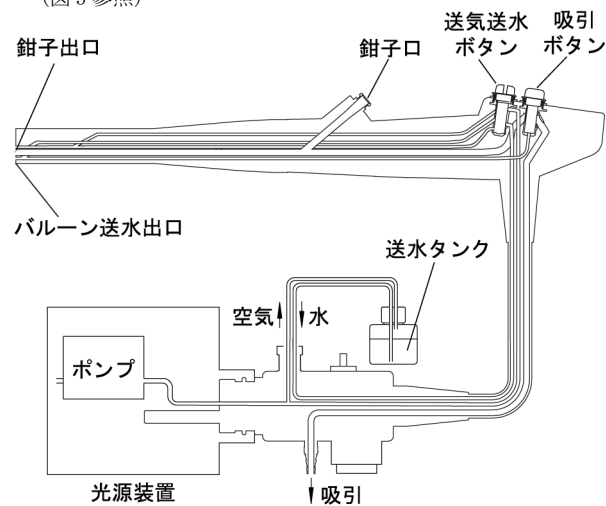 (図 5 参照)
送気送水
ボタン
吸引
ボタン
鉗子出口
鉗子口
バルーン送水出口
送水タンク
空気
水
ポンプ
光源装置
吸引